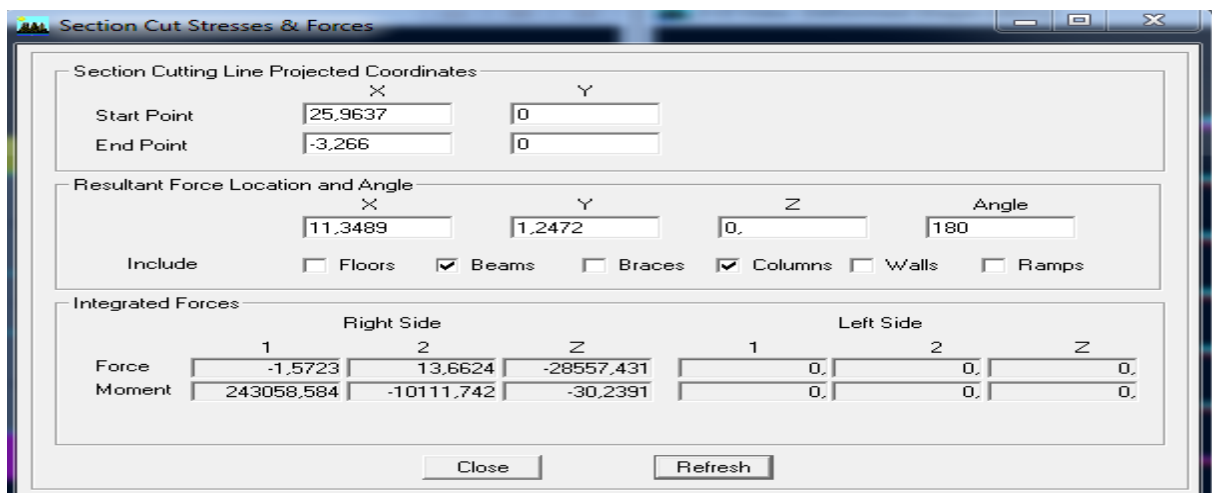 Section Cut Stresses & Forces
Section Cutting Line Projected Coordinates
X Y
Start Point 25,9637 0
End Point -3,266 0
Resultant Force Location and Angle
X Y Z Angle
11,3489 1,2472 0, 180
Include Floors Beams Braces Columns Walls Ramps
Integrated Forces
Right Side Left Side
1 2 Z 1 2 Z
Force -1,5723 13,6624 -28557,431 0, 0, 0,
Moment 243058,584 -10111,742 -30,2391 0, 0, 0,
Close Refresh